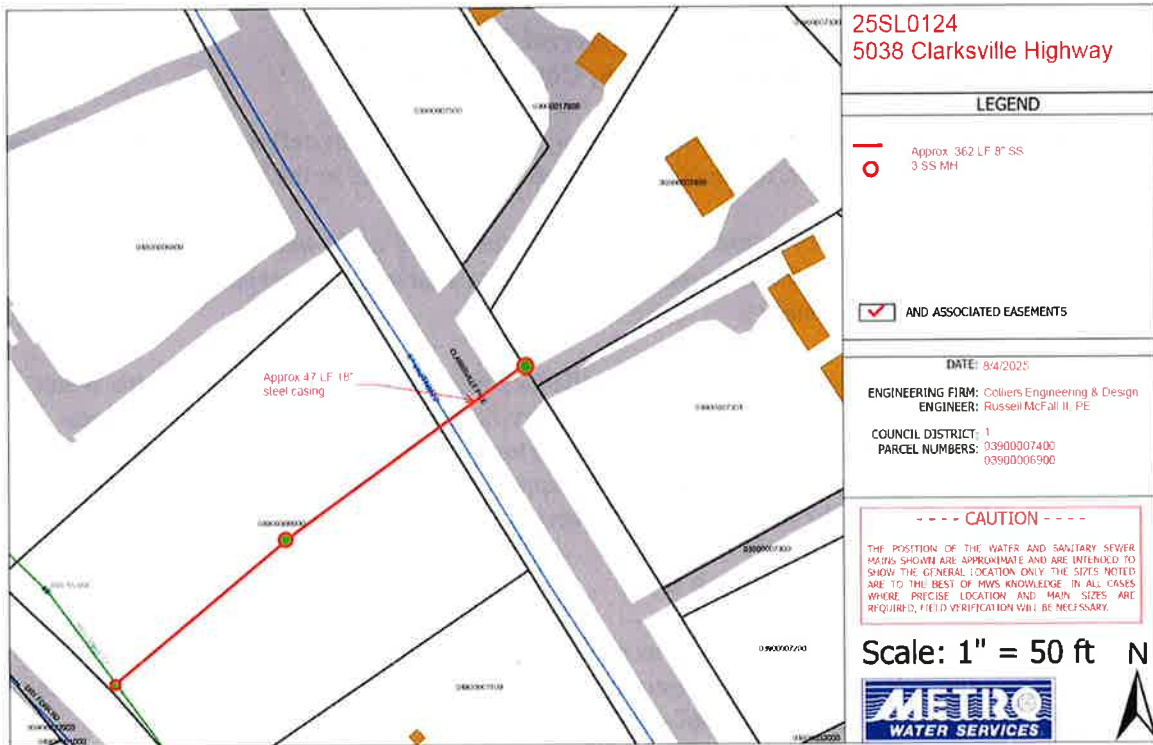 25SL0124
5038 Clarksville Highway
LEGEND
Approx 362 LF 8" SS
3 SS MH
AND ASSOCIATED EASEMENTS
DATE: 8/4/2025
ENGINEERING FIRM: Colliers Engineering & Design
ENGINEER: Russell McFall II, PE
COUNCIL DISTRICT: 1
PARCEL NUMBERS: 03900007400
03900006900
- - - - CAUTION - - - -
THE POSITION OF THE WATER AND SANITARY SEWER
MAINS SHOWN ARE APPROXIMATE AND ARE INTENDED TO
SHOW THE GENERAL LOCATION ONLY. THE SIZES NOTED
ARE TO THE BEST OF MWS KNOWLEDGE. IN ALL CASES
WHERE PRECISE LOCATION AND MAIN SIZES ARE
REQUIRED, FIELD VERIFICATION WILL BE NECESSARY.
Scale: 1" = 50 ft N
METRO
WATER SERVICES
Approx 47 LF 18"
steel casing
CLARKSVILLE PIKE
03900007200